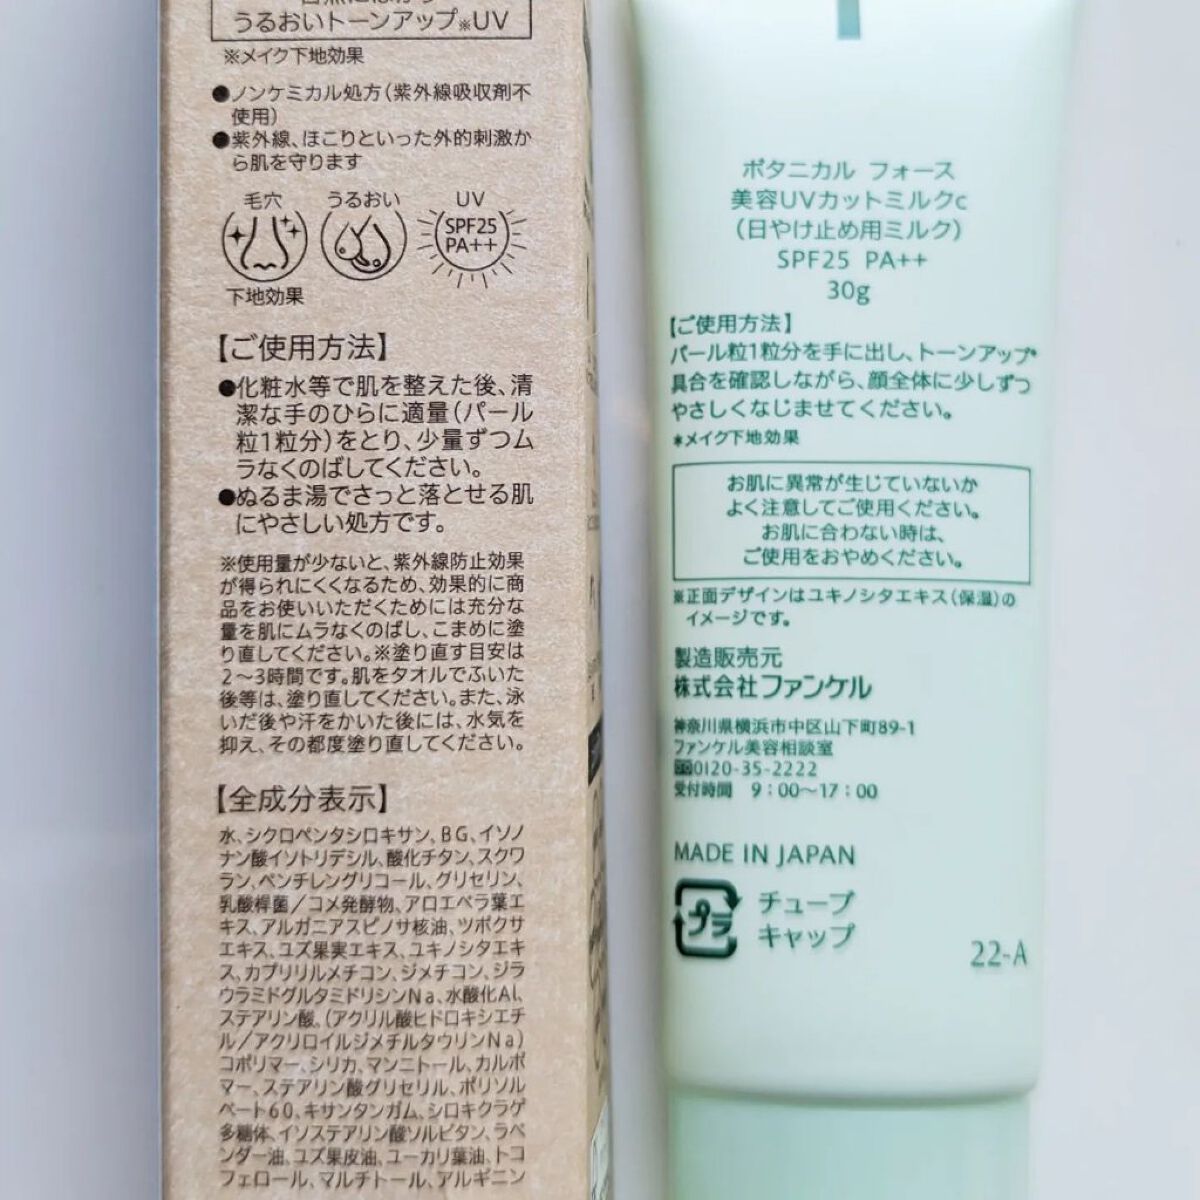 うるおいトーンアップ※UV
※メイク下地効果
●ノンケミカル処方(紫外線吸収剤不
使用)
●紫外線、ほこりといった外的刺激か
ら肌を守ります
毛穴 うるおい UV
SPF25
PA++
下地効果
【ご使用方法】
●化粧水等で肌を整えた後、清
潔な手のひらに適量(パール
粒1粒分)をとり、少量ずつム
ラなくのばしてください。
●ぬるま湯でさっと落とせる肌
にやさしい処方です。
※使用量が少ないと、紫外線防止効果
が得られにくくなるため、効果的に商
品をお使いいただくためには充分な
量を肌にムラなくのばし、こまめに塗
り直してください。※塗り直す目安は
2〜3時間です。肌をタオルでふいた
後等は、塗り直してください。また、泳
いだ後や汗をかいた後には、水気を
抑え、その都度塗り直してください。
【全成分表示】
水、シクロペンタシロキサン、BG、イソノ
ナン酸イソトリデシル、酸化チタン、スクワ
ラン、ペンチレングリコール、グリセリン、
乳酸桿菌/コメ発酵物、アロエベラ葉エ
キス、アルガニアスピノサ核油、ツボクサ
エキス、ユズ果実エキス、ユキノシタエキ
ス、カプリリルメチコン、ジメチコン、ジラ
ウラミドグルタミドリシンNa、水酸化Al、
ステアリン酸、(アクリル酸ヒドロキシエチ
ル/アクリロイルジメチルタウリンNa)
コポリマー、シリカ、マンニトール、カルボ
マー、ステアリン酸グリセリル、ポリソル
ベート60、キサンタンガム、シロキクラゲ
多糖体、イソステアリン酸ソルビタン、ラベ
ンダー油、ユズ果皮油、ユーカリ葉油、トコ
フェロール、マルチトール、アルギニン
ボタニカル フォース
美容UVカットミルクc
(日やけ止め用ミルク)
SPF25 PA++
30g
【ご使用方法】
パール粒1粒分を手に出し、トーンアップ*
具合を確認しながら、顔全体に少しずつ
やさしくなじませてください。
*メイク下地効果
お肌に異常が生じていないか
よく注意してご使用ください。
お肌に合わない時は、
ご使用をおやめください。
※正面デザインはユキノシタエキス(保湿)の
イメージです。
製造販売元
株式会社ファンケル
神奈川県横浜市中区山下町89-1
ファンケル美容相談室
0120-35-2222
受付時間 9:00〜17:00
MADE IN JAPAN
プラ
チューブ
キャップ
22-A